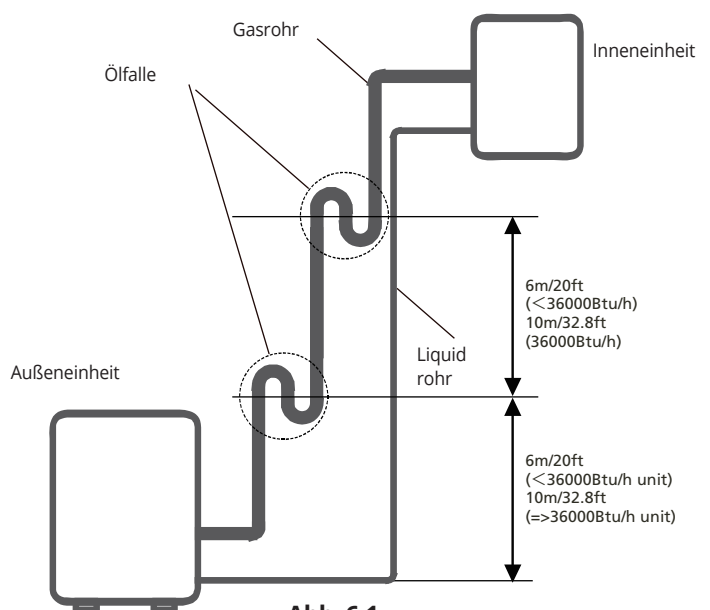 Gasrohr
Inneneinheit
Ölfalle
6m/20ft
(<36000Btu/h)
10m/32.8ft
(36000Btu/h)
Liquid
rohr
Außeneinheit
6m/20ft
(<36000Btu/h unit)
10m/32.8ft
(=>36000Btu/h unit)
Abb. 6.1